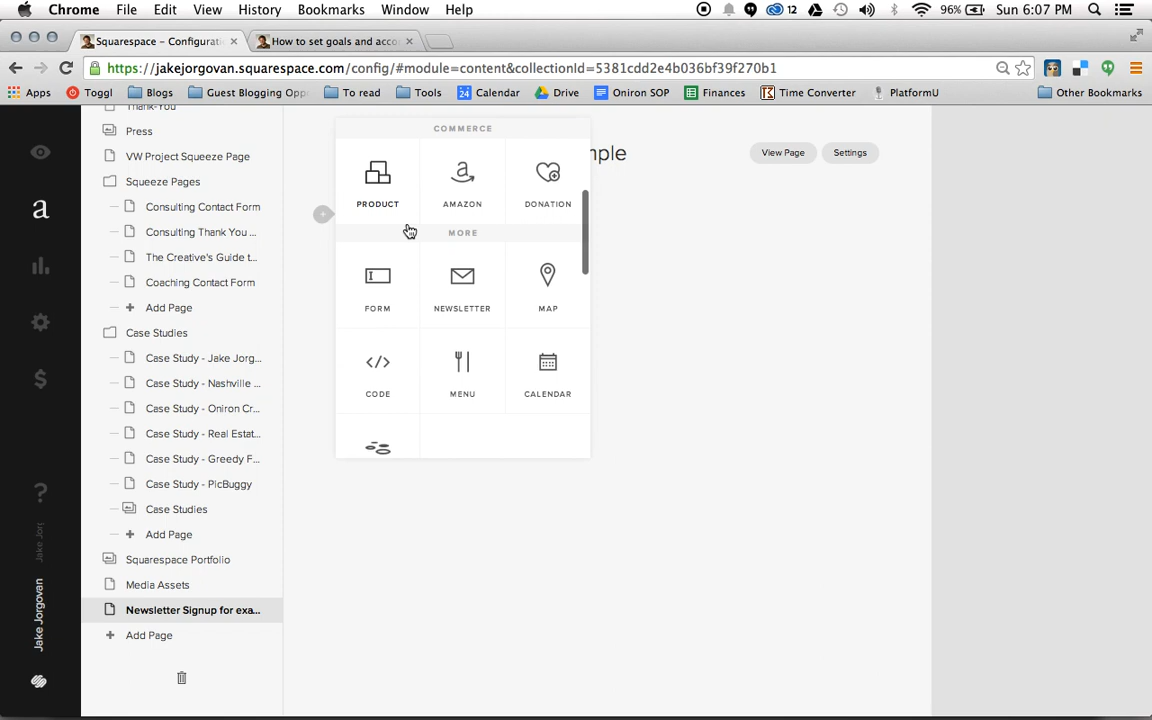 Chrome File Edit View History Bookmarks Window Help 12 96% Sun 6:07 PM
Squarespace – Configurati How to set goals and acco
https://jakejorgovan.squarespace.com/config/#module=content&collectionId=5381cdd2e4b036bf39f270b1
Apps Toggl Blogs Guest Blogging Opp To read Tools 24 Calendar Drive Oniron SOP Finances Time Converter PlatformU Other Bookmarks
Thank-You
COMMERCE
Press
mple
View Page Settings
VW Project Squeeze Page
Squeeze Pages
PRODUCT AMAZON DONATION
Consulting Contact Form
Consulting Thank You ...
MORE
The Creative's Guide t...
Coaching Contact Form
Add Page
FORM NEWSLETTER MAP
Case Studies
Case Study - Jake Jorg...
Case Study - Nashville ...
CODE MENU CALENDAR
Case Study - Oniron Cr...
Case Study - Real Estat...
Case Study - Greedy F...
Case Study - PicBuggy
Case Studies
Add Page
Squarespace Portfolio
Media Assets
Newsletter Signup for exa...
Add Page
Jake Jor
Jake Jorgovan